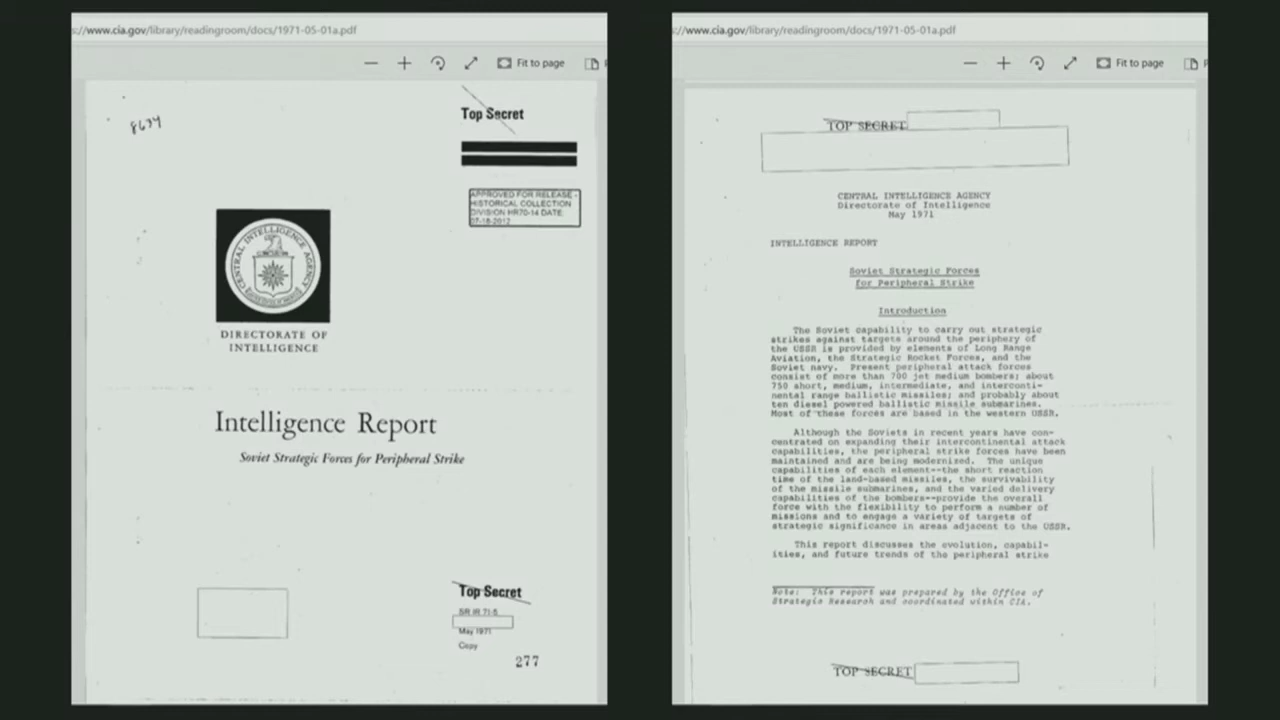 s://www.cia.gov/library/readingroom/docs/1971-05-01a.pdf
Fit to page
8634
Top Secret
APPROVED FOR RELEASE -
HISTORICAL COLLECTION
DIVISION HR70-14 DATE:
07-18-2012
CENTRAL INTELLIGENCE AGENCY
DIRECTORATE OF
INTELLIGENCE
Intelligence Report
Soviet Strategic Forces for Peripheral Strike
Top Secret
SR IR 71-5
May 1971
Copy
277
s://www.cia.gov/library/readingroom/docs/1971-05-01a.pdf
Fit to page
TOP SECRET
CENTRAL INTELLIGENCE AGENCY
Directorate of Intelligence
May 1971
INTELLIGENCE REPORT
Soviet Strategic Forces
for Peripheral Strike
Introduction
The Soviet capability to carry out strategic
strikes against targets around the periphery of
the USSR is provided by elements of Long Range
Aviation, the Strategic Rocket Forces, and the
Soviet navy. Present peripheral attack forces
consist of more than 700 jet medium bombers; about
750 short, medium, intermediate, and interconti-
nental range ballistic missiles; and probably about
ten diesel powered ballistic missile submarines.
Most of these forces are based in the western USSR.
Although the Soviets in recent years have con-
centrated on expanding their intercontinental attack
capabilities, the peripheral strike forces have been
maintained and are being modernized. The unique
capabilities of each element--the short reaction
time of the land-based missiles, the survivability
of the missile submarines, and the varied delivery
capabilities of the bombers--provide the overall
force with the flexibility to perform a number of
missions and to engage a variety of targets of
strategic significance in areas adjacent to the USSR.
This report discusses the evolution, capabil-
ities, and future trends of the peripheral strike
Note: This report was prepared by the Office of
Strategic Research and coordinated within CIA.
TOP SECRET